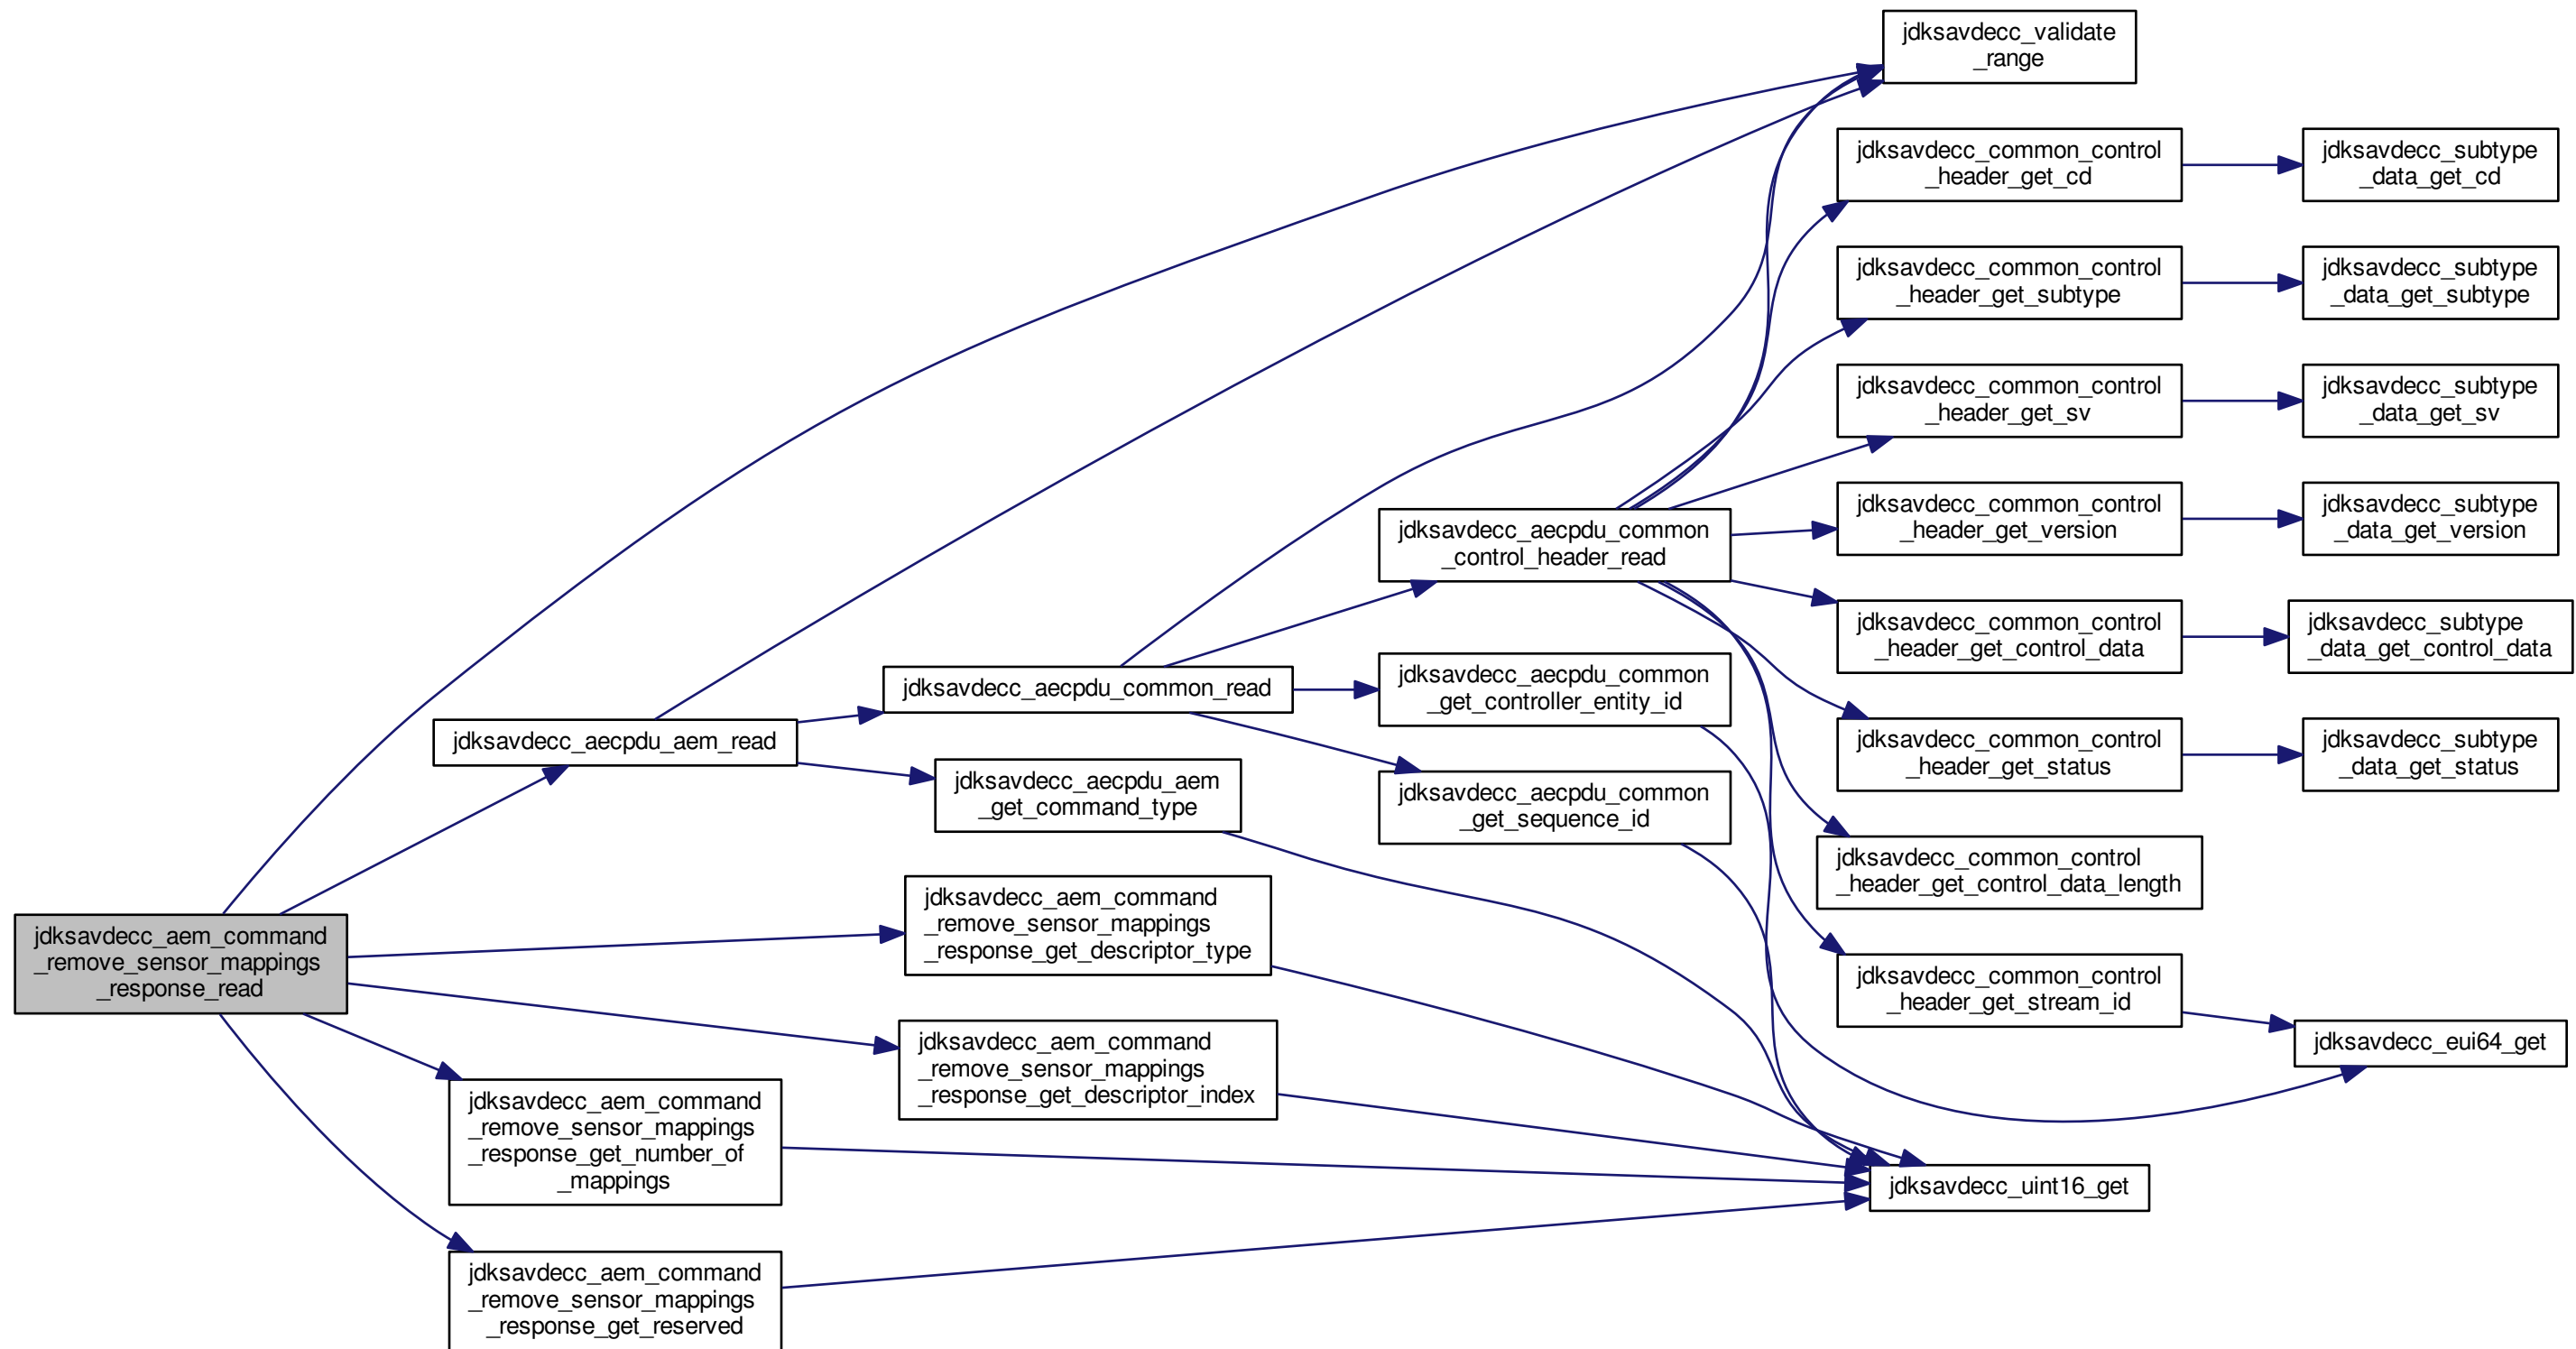 jdksavdecc_validate
_range
jdksavdecc_common_control
_header_get_cd
jdksavdecc_subtype
_data_get_cd
jdksavdecc_common_control
_header_get_subtype
jdksavdecc_subtype
_data_get_subtype
jdksavdecc_common_control
_header_get_sv
jdksavdecc_subtype
_data_get_sv
jdksavdecc_aecpdu_common
_control_header_read
jdksavdecc_common_control
_header_get_version
jdksavdecc_subtype
_data_get_version
jdksavdecc_common_control
_header_get_control_data
jdksavdecc_subtype
_data_get_control_data
jdksavdecc_aecpdu_common_read
jdksavdecc_aecpdu_common
_get_controller_entity_id
jdksavdecc_aecpdu_aem_read
jdksavdecc_common_control
_header_get_status
jdksavdecc_subtype
_data_get_status
jdksavdecc_aecpdu_aem
_get_command_type
jdksavdecc_aecpdu_common
_get_sequence_id
jdksavdecc_common_control
_header_get_control_data_length
jdksavdecc_aem_command
_remove_sensor_mappings
_response_get_descriptor_type
jdksavdecc_aem_command
_remove_sensor_mappings
_response_read
jdksavdecc_common_control
_header_get_stream_id
jdksavdecc_eui64_get
jdksavdecc_aem_command
_remove_sensor_mappings
_response_get_descriptor_index
jdksavdecc_aem_command
_remove_sensor_mappings
_response_get_number_of
_mappings
jdksavdecc_uint16_get
jdksavdecc_aem_command
_remove_sensor_mappings
_response_get_reserved